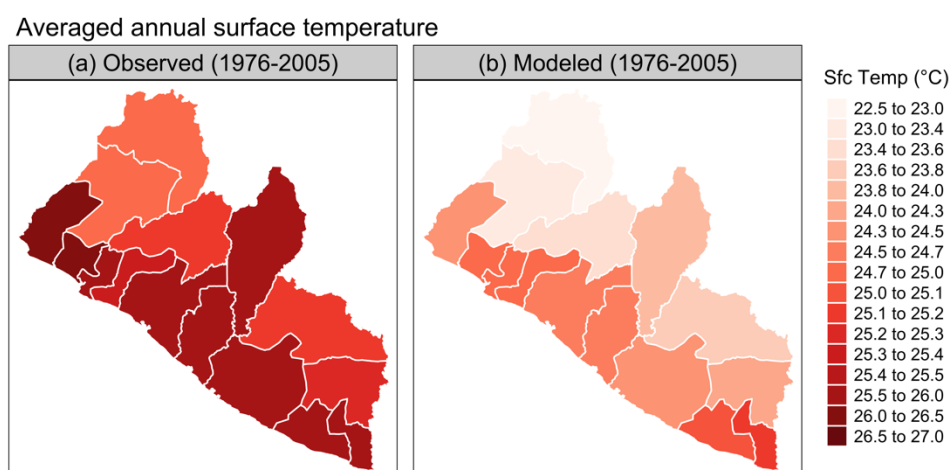 Averaged annual surface temperature
(a) Observed (1976-2005)
(b) Modeled (1976-2005)
Sfc Temp (°C)
22.5 to 23.0
23.0 to 23.4
23.4 to 23.6
23.6 to 23.8
23.8 to 24.0
24.0 to 24.3
24.3 to 24.5
24.5 to 24.7
24.7 to 25.0
25.0 to 25.1
25.1 to 25.2
25.2 to 25.3
25.3 to 25.4
25.4 to 25.5
25.5 to 26.0
26.0 to 26.5
26.5 to 27.0